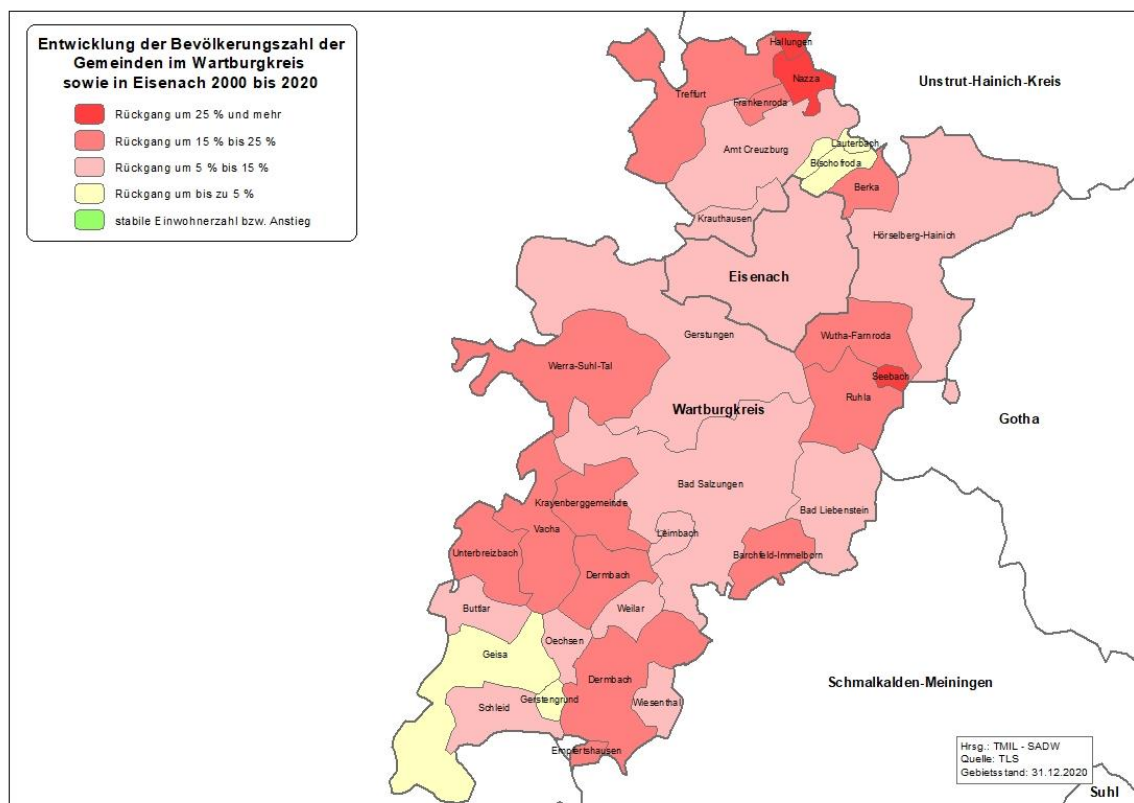 Entwicklung der Bevölkerungszahl der
Gemeinden im Wartburgkreis
sowie in Eisenach 2000 bis 2020
Rückgang um 25 % und mehr
Rückgang um 15 % bis 25 %
Rückgang um 5 % bis 15 %
Rückgang um bis zu 5 %
stabile Einwohnerzahl bzw. Anstieg
Hallungen
Nazza
Unstrut-Hainich-Kreis
Treffurt
Frankenroda
Amt Creuzburg
Lauterbach
Bischofroda
Berka
Krauthausen
Hörselberg-Hainich
Eisenach
Gerstungen
Wutha-Farnroda
Werra-Suhl-Tal
Seebach
Ruhla
Wartburgkreis
Gotha
Bad Salzungen
Krayenberggemeinde
Bad Liebenstein
Vacha
Leimbach
Unterbreizbach
Barchfeld-Immelborn
Dermbach
Buttlar
Weilar
Oechsen
Geisa
Dermbach
Schmalkalden-Meiningen
Gerstengrund
Wiesenthal
Schleid
Empfertshausen
Hrsg.: TMIL - SADW
Quelle: TLS
Gebietsstand: 31.12.2020
Suhl